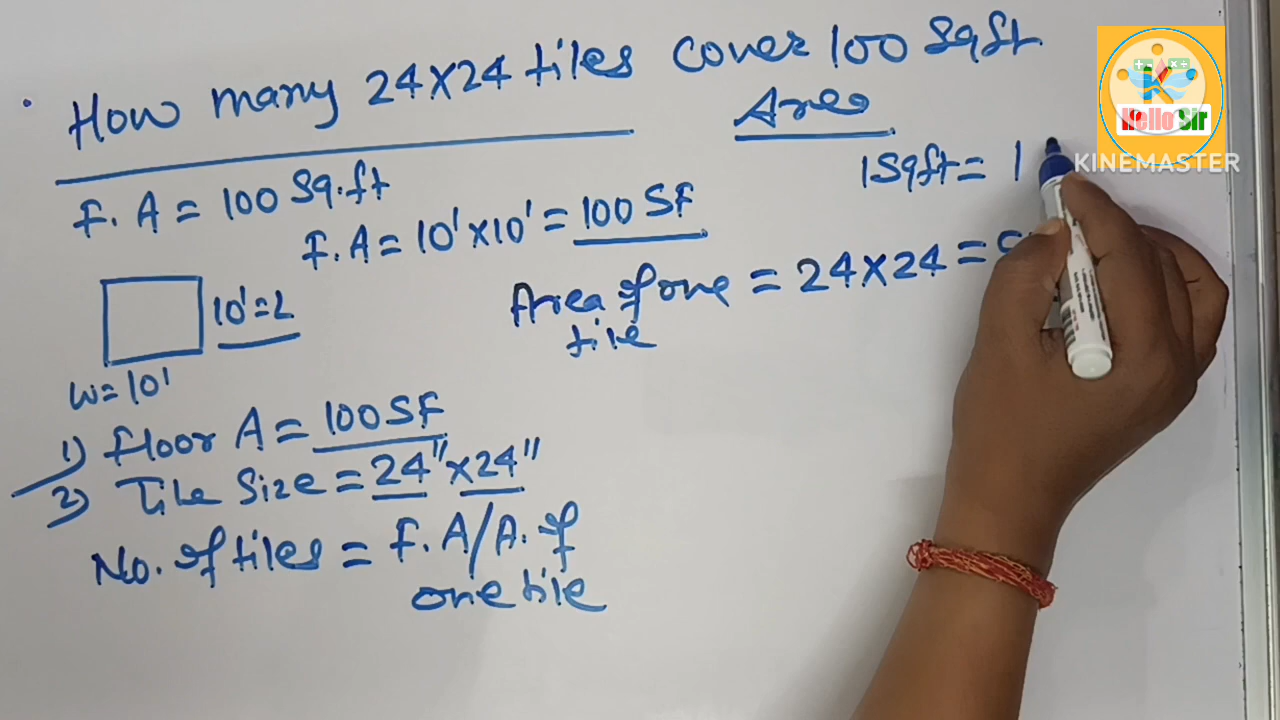 How many 24x24 tiles cover 100 Sqft
Area
F. A = 100 Sq.ft
1Sqft = 1
F. A = 10'x10' = 100 SF
Area of one = 24x24 =
tile
10'=L
W=10'
1) Floor A = 100SF
2) Tile Size = 24"x24"
No. of tiles = F. A/A. of
one tile
Hello Sir
KINEMASTER